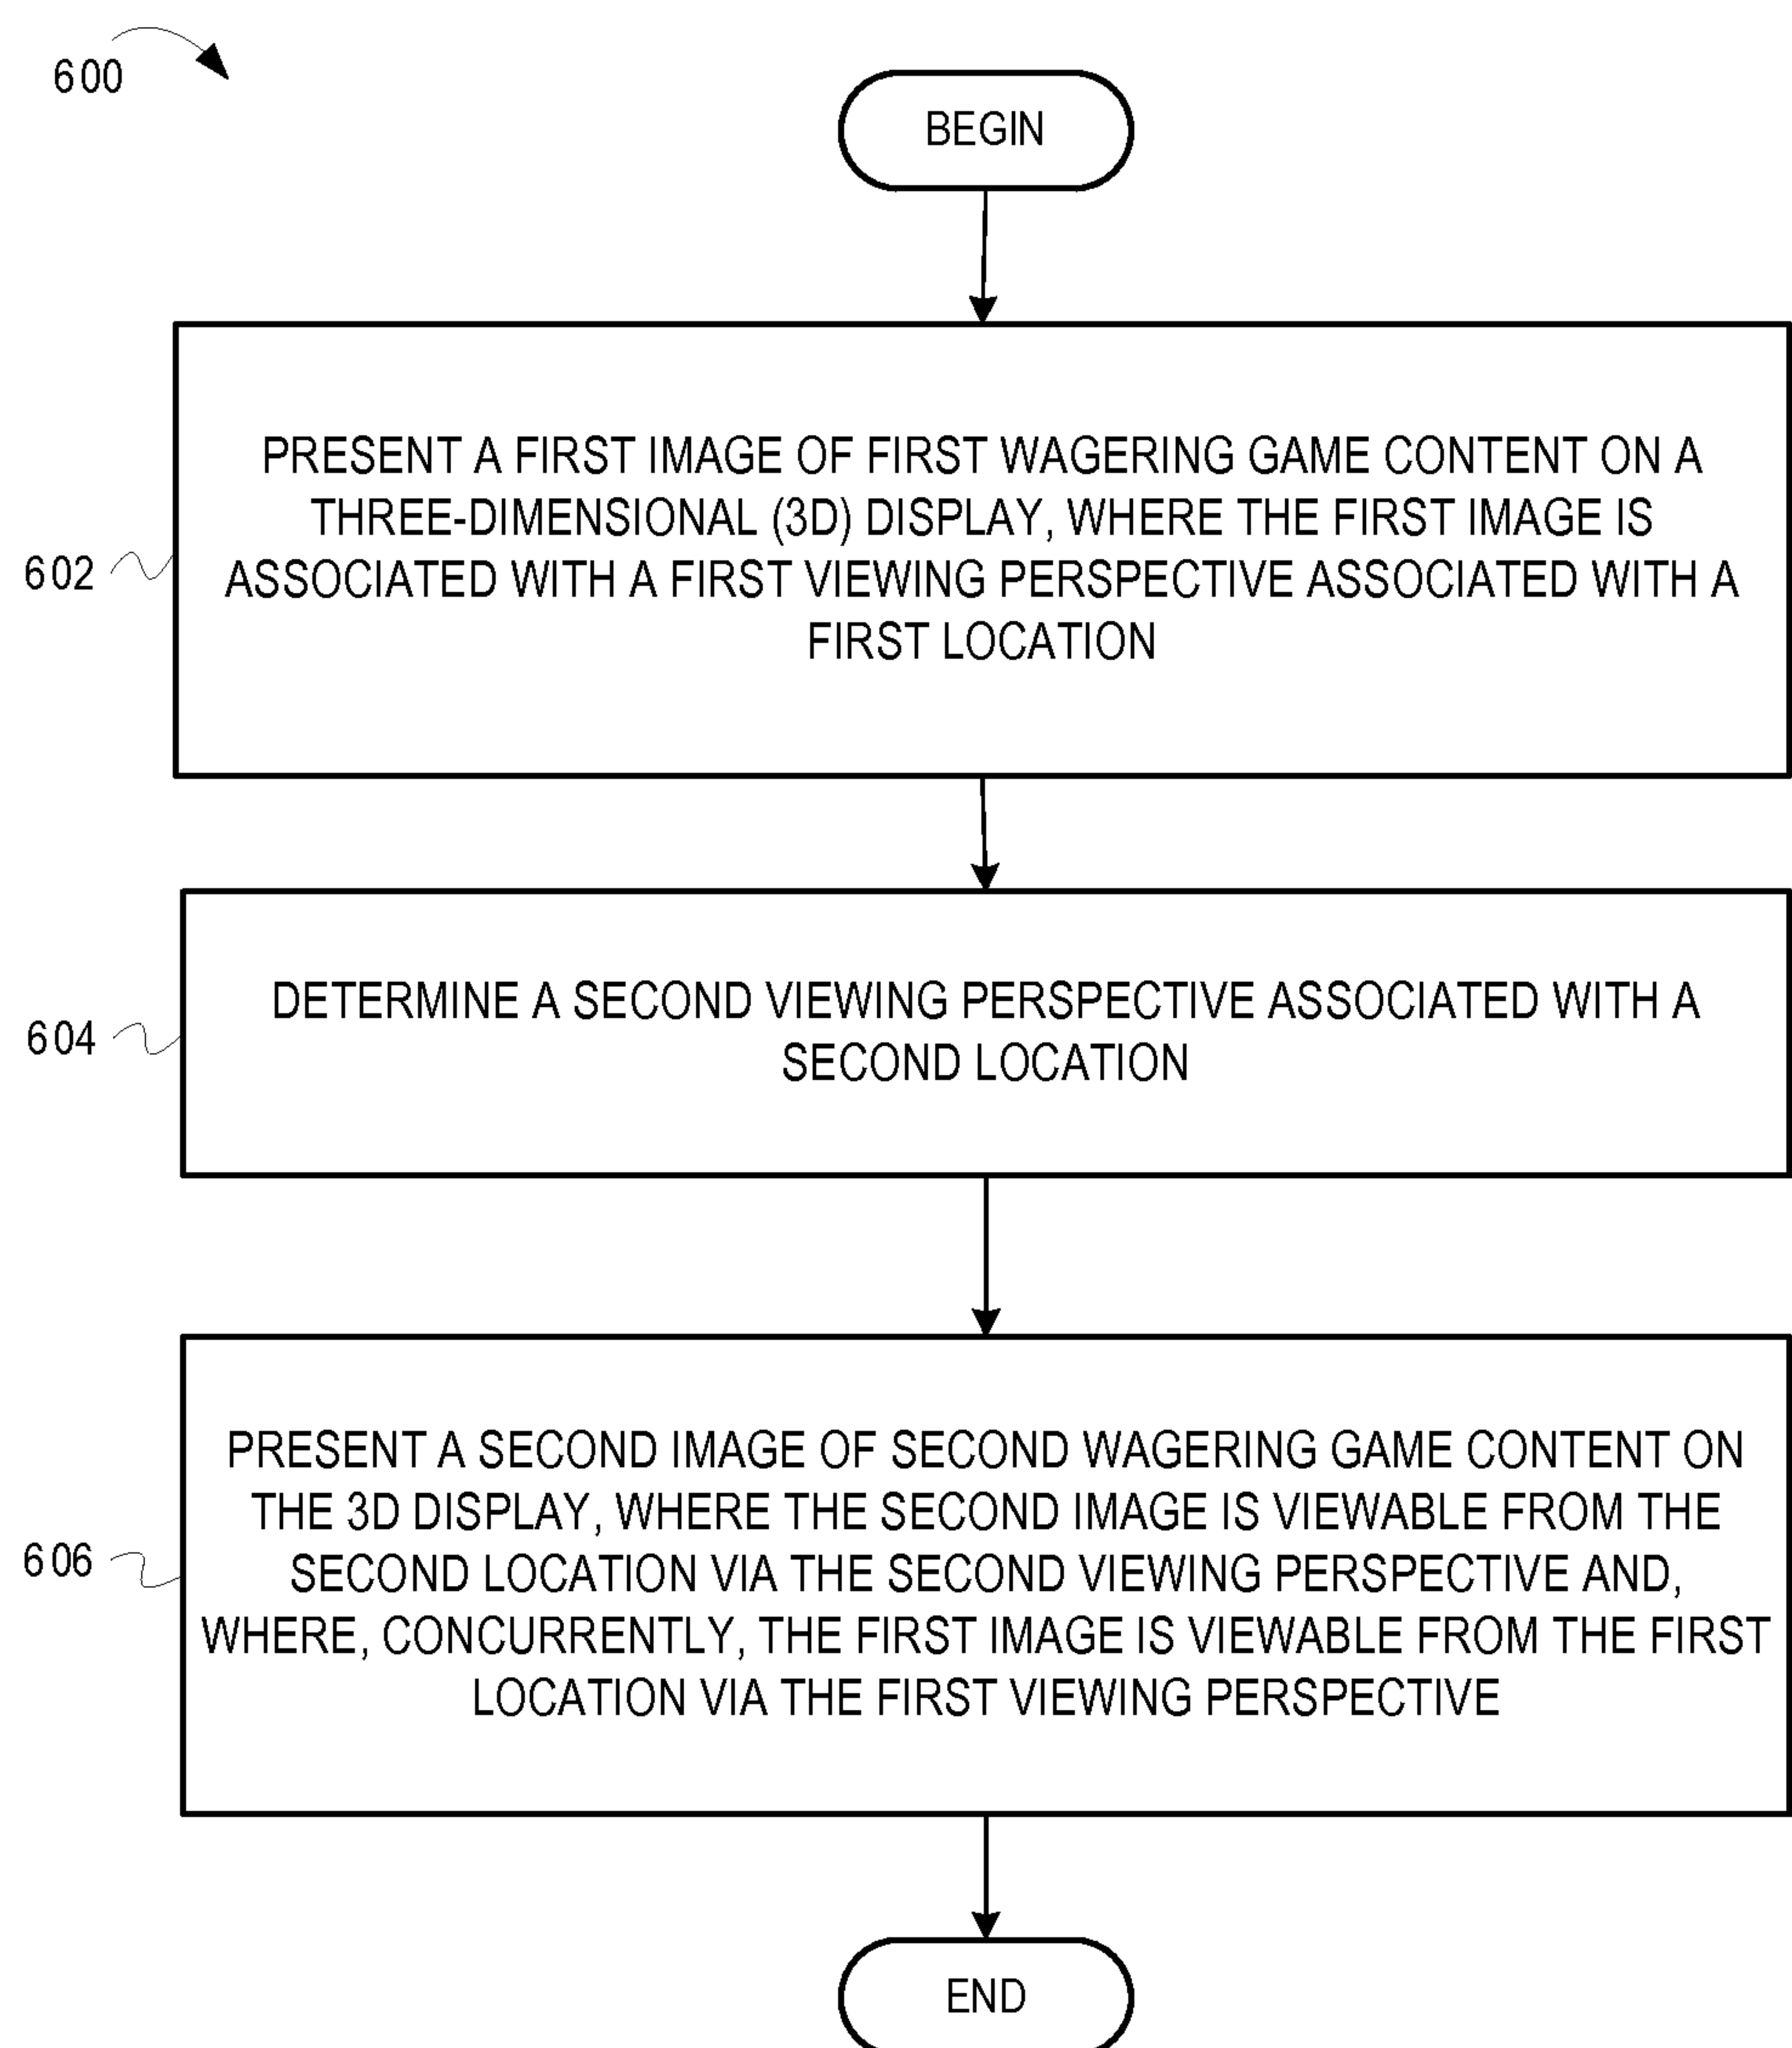 600
BEGIN
PRESENT A FIRST IMAGE OF FIRST WAGERING GAME CONTENT ON A
THREE-DIMENSIONAL (3D) DISPLAY, WHERE THE FIRST IMAGE IS
ASSOCIATED WITH A FIRST VIEWING PERSPECTIVE ASSOCIATED WITH A
FIRST LOCATION
602
DETERMINE A SECOND VIEWING PERSPECTIVE ASSOCIATED WITH A
SECOND LOCATION
604
PRESENT A SECOND IMAGE OF SECOND WAGERING GAME CONTENT ON
THE 3D DISPLAY, WHERE THE SECOND IMAGE IS VIEWABLE FROM THE
SECOND LOCATION VIA THE SECOND VIEWING PERSPECTIVE AND,
WHERE, CONCURRENTLY, THE FIRST IMAGE IS VIEWABLE FROM THE FIRST
LOCATION VIA THE FIRST VIEWING PERSPECTIVE
606
END